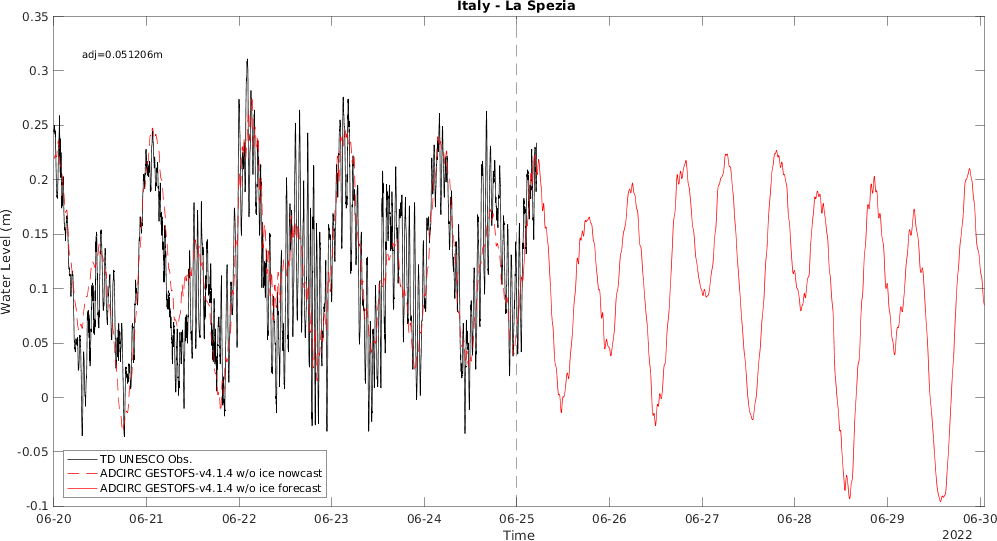 Italy - La Spezia
0.35
0.3
0.25
0.2
0.15
0.1
0.05
0
-0.05
-0.1
Water Level (m)
adj=0.051206m
TD UNESCO Obs.
ADCIRC GESTOFS-v4.1.4 w/o ice nowcast
ADCIRC GESTOFS-v4.1.4 w/o ice forecast
06-20 06-21 06-22 06-23 06-24 06-25 06-26 06-27 06-28 06-29 06-30
Time
2022